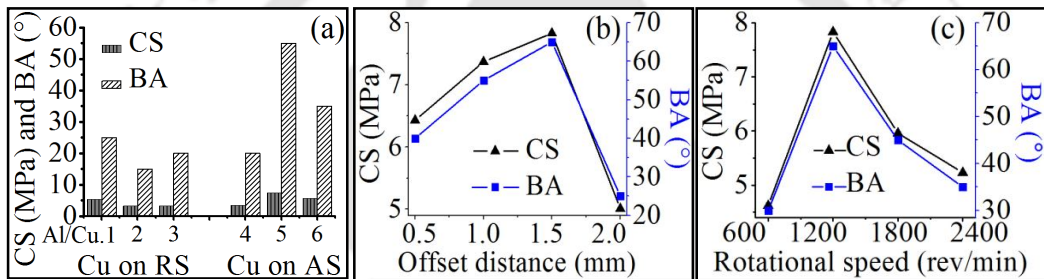 CS (MPa) and BA (°)
60
50
40
30
20
10
0
(a)
CS
BA
Al/Cu.1 2 3 4 5 6
Cu on RS Cu on AS
CS (MPa)
8
7
6
5
(b)
CS
BA
70
60
50
40
30
20
BA (°)
0.5 1.0 1.5 2.0
Offset distance (mm)
CS (MPa)
8
7
6
5
(c)
CS
BA
70
60
50
40
30
BA (°)
600 1200 1800 2400
Rotational speed (rev/min)